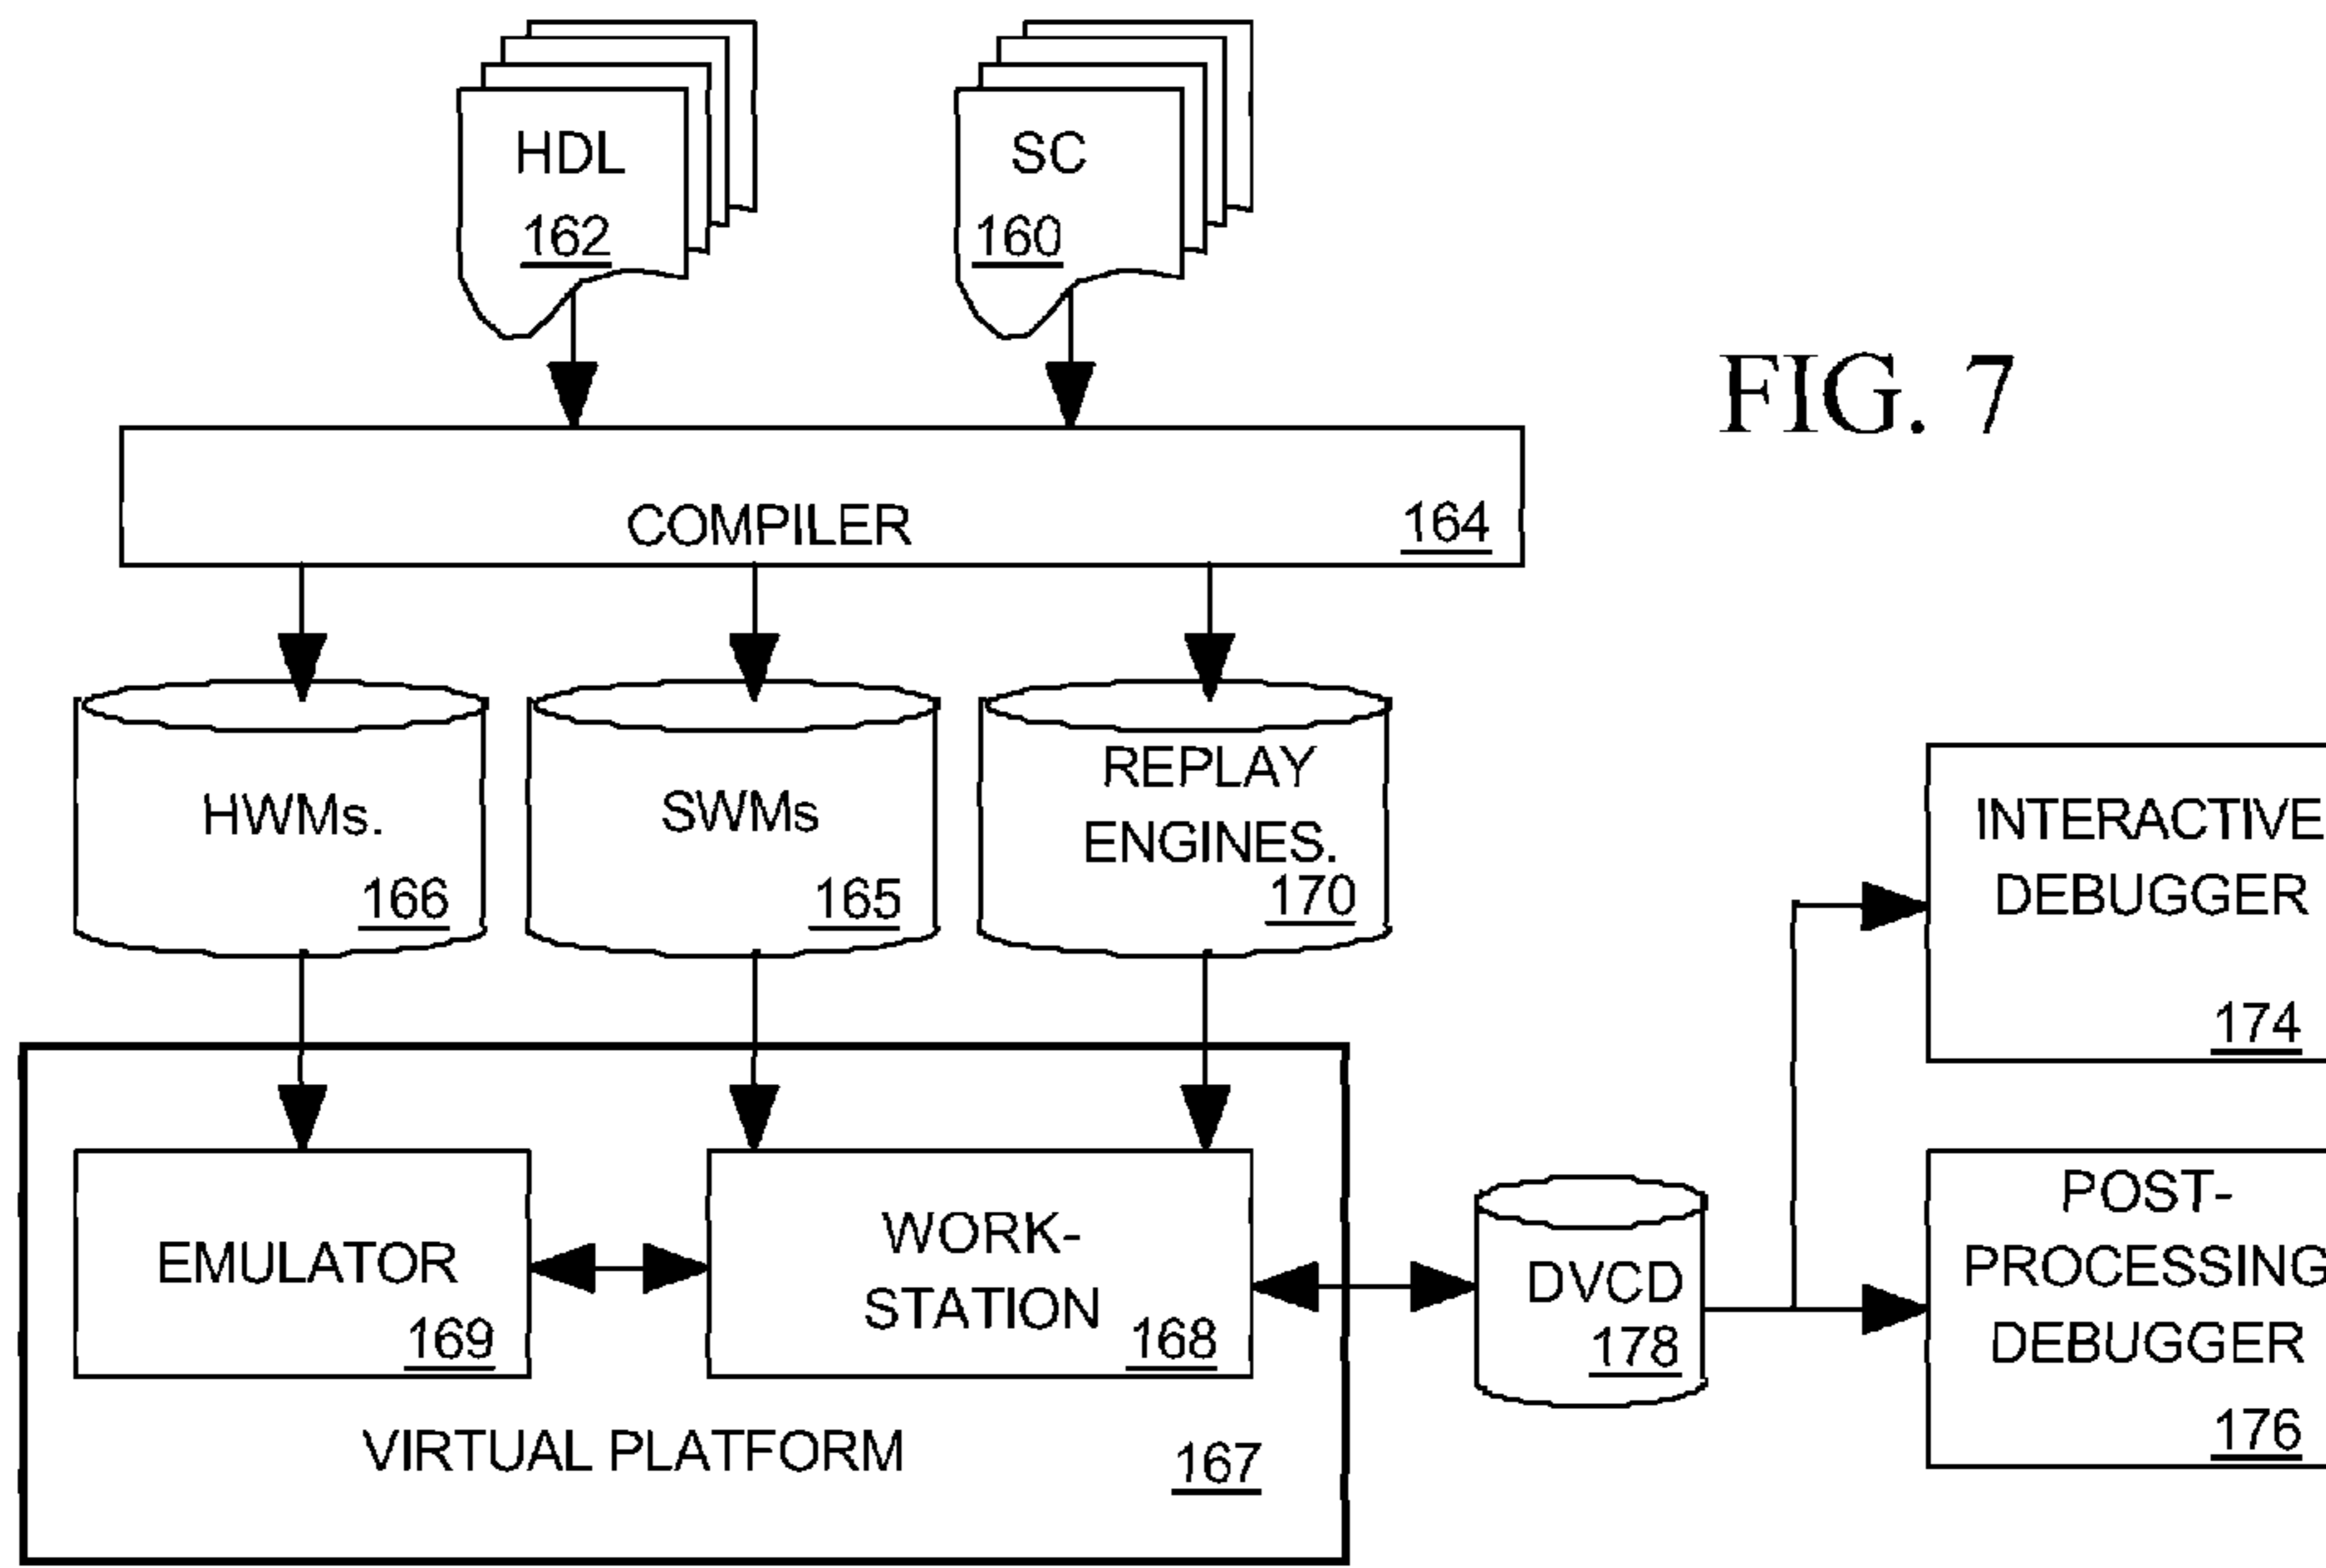 HDL
162
SC
160
FIG. 7
COMPILER
164
HWMs.
166
SWMs
165
REPLAY
ENGINES.
170
INTERACTIVE
DEBUGGER
174
EMULATOR
169
WORK-
STATION
168
VIRTUAL PLATFORM
167
DVCD
178
POST-
PROCESSING
DEBUGGER
176